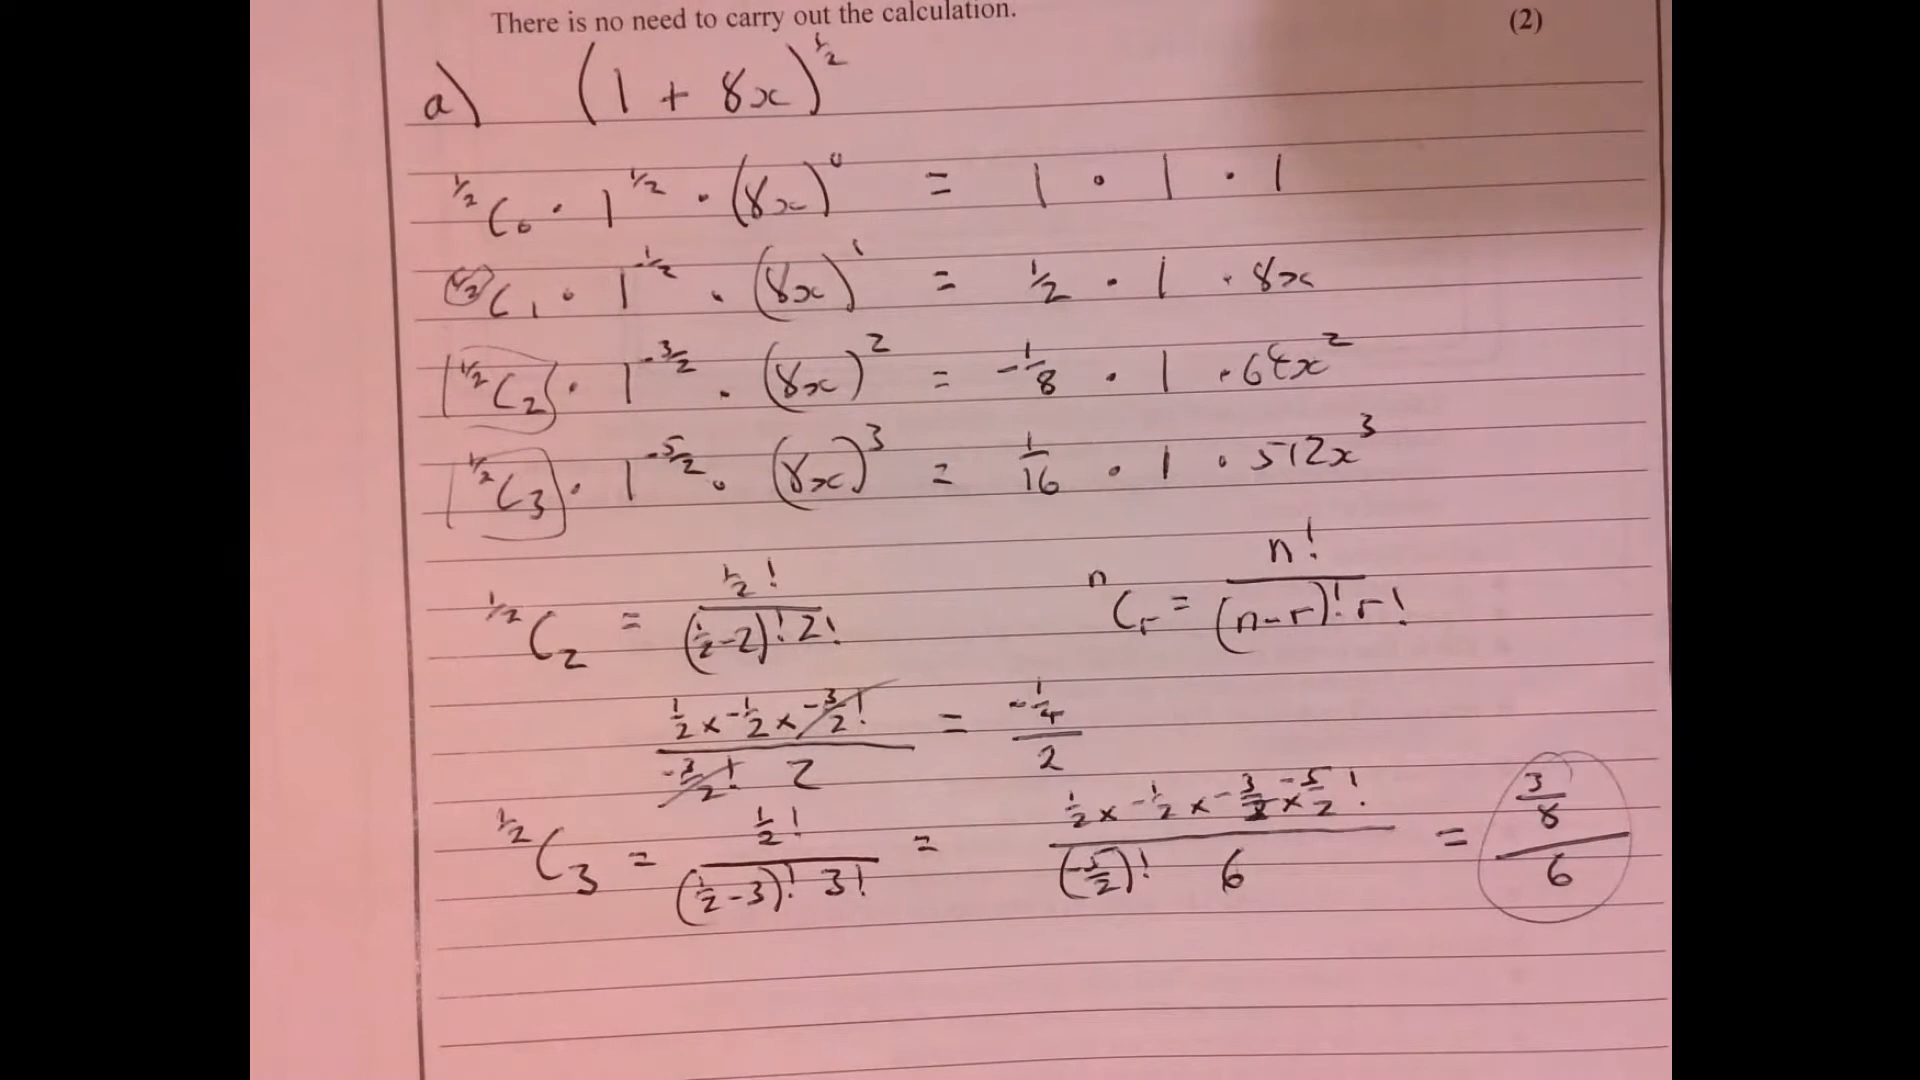 There is no need to carry out the calculation.
(2)
a) (1 + 8x)^½
½C₀ · 1^½ · (8x)⁰ = 1 · 1 · 1
½C₁ · 1^-½ · (8x)¹ = ½ · 1 · 8x
½C₂ · 1^-3/2 · (8x)² = -1/8 · 1 · 64x²
½C₃ · 1^-5/2 · (8x)³ = 1/16 · 1 · 512x³
½C₂ = ½! / (½-2)! 2!
nCr = n! / (n-r)! r!
½ x -½ x -3/2! / -3/2! 2 = -¼ / 2
½C₃ = ½! / (½-3)! 3! = ½ x -½ x -3/2 x -5/2! / (-5/2)! 6 = 3/8 / 6